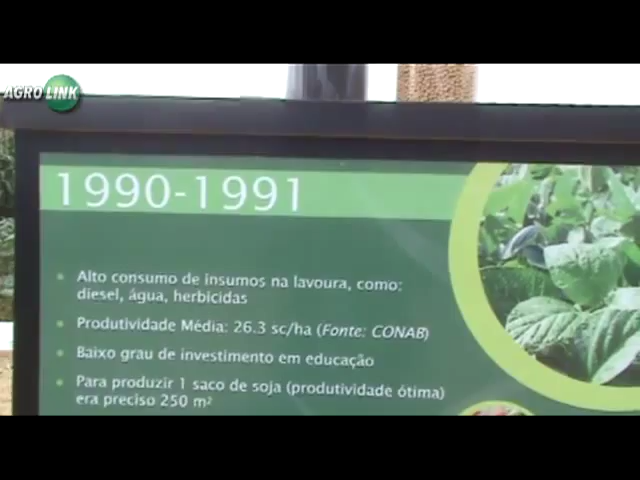 AGROLINK
1990-1991
• Alto consumo de insumos na lavoura, como:
diesel, água, herbicidas
• Produtividade Média: 26.3 sc/ha (Fonte: CONAB)
• Baixo grau de investimento em educação
• Para produzir 1 saco de soja (produtividade ótima)
era preciso 250 m²